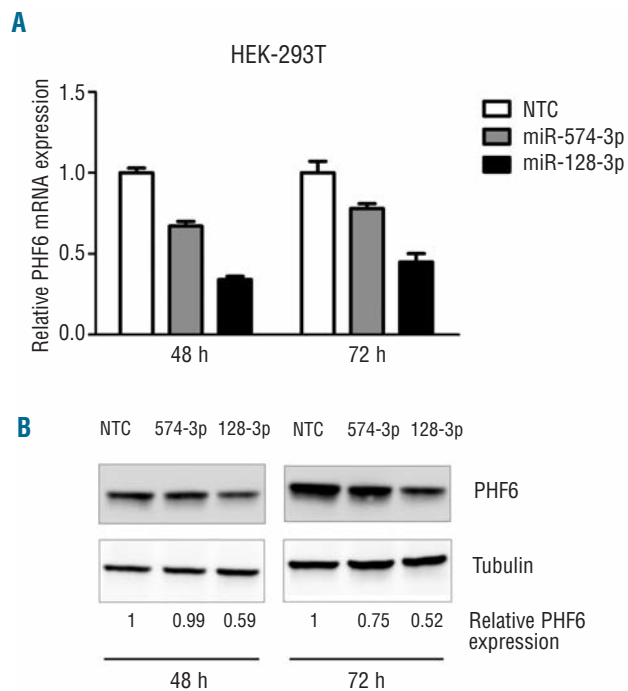 A
HEK-293T
Relative PHF6 mRNA expression
1.5
1.0
0.5
0.0
48 h
72 h
NTC
miR-574-3p
miR-128-3p
B
NTC 574-3p 128-3p NTC 574-3p 128-3p
PHF6
Tubulin
1 0.99 0.59 1 0.75 0.52 Relative PHF6
expression
48 h 72 h